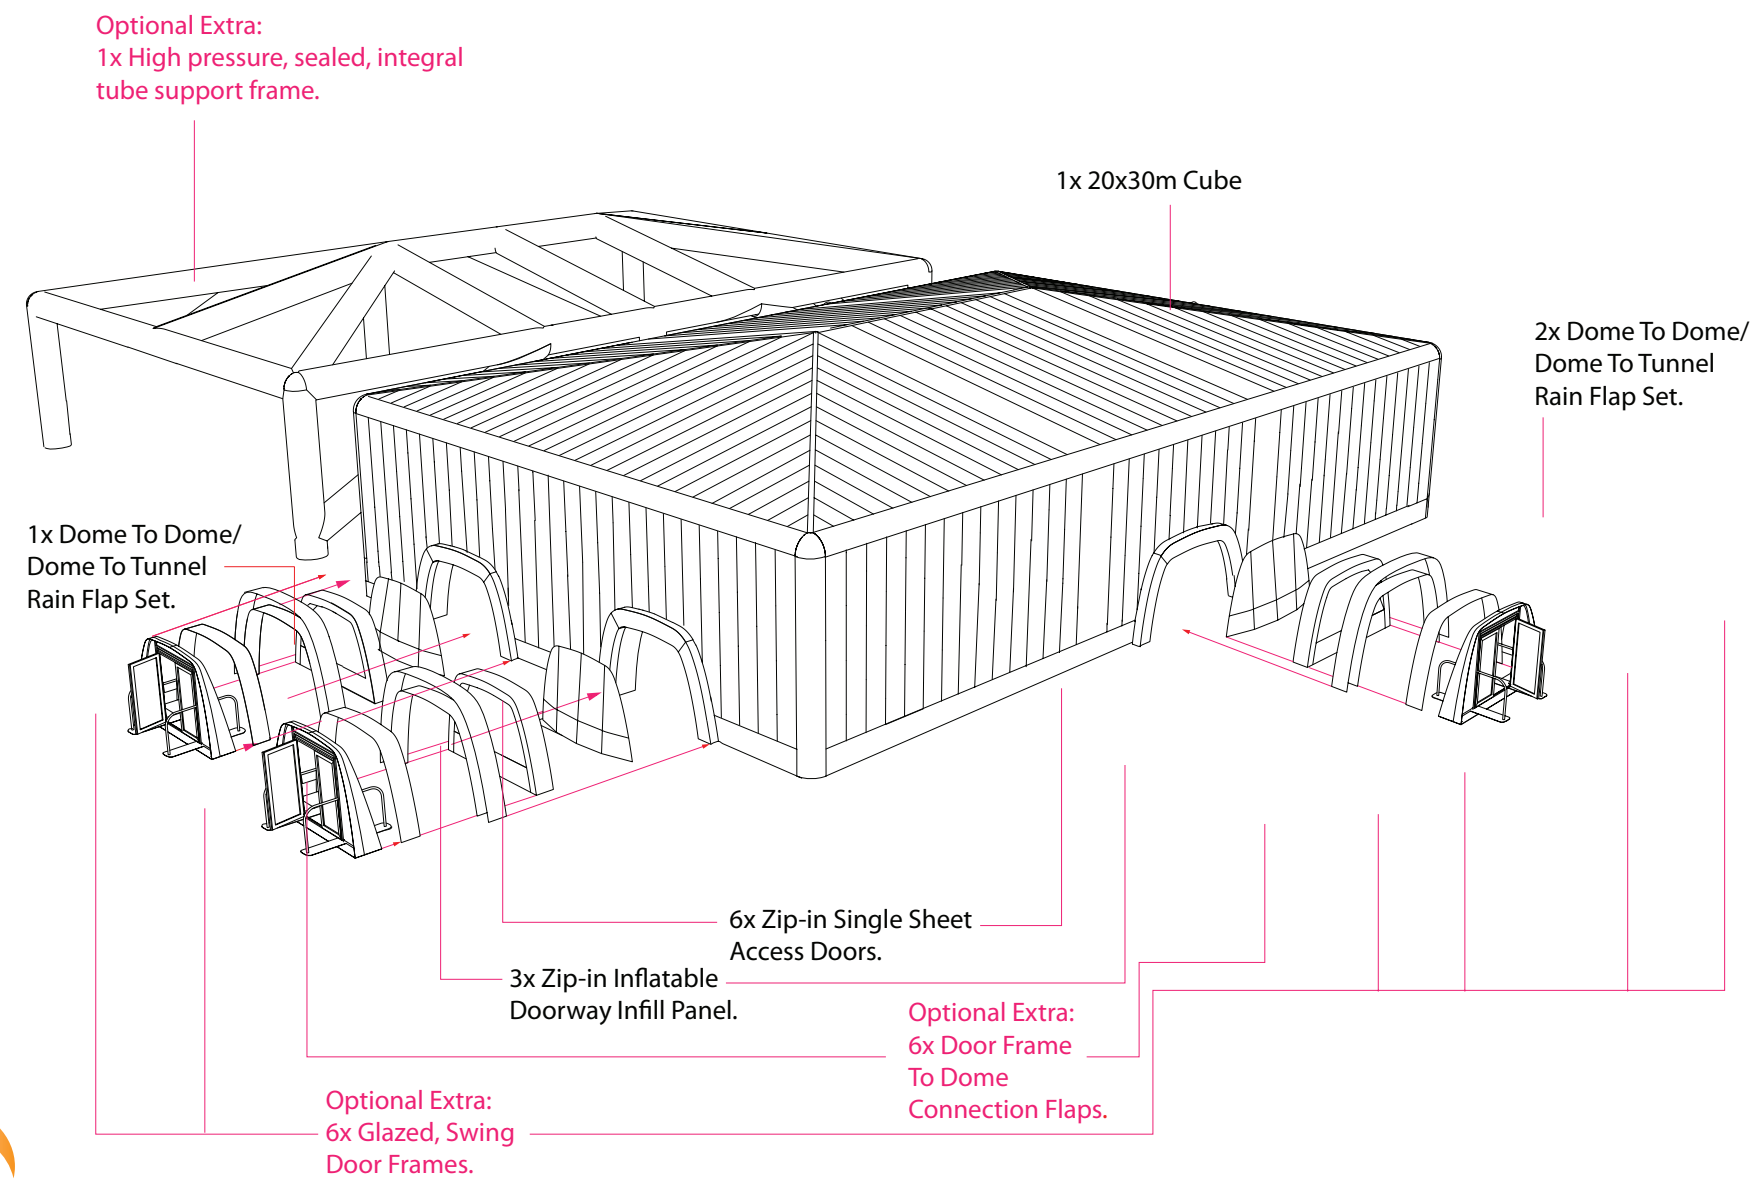 Optional Extra:
1x High pressure, sealed, integral
tube support frame.
1x 20x30m Cube
2x Dome To Dome/
Dome To Tunnel
Rain Flap Set.
1x Dome To Dome/
Dome To Tunnel
Rain Flap Set.
6x Zip-in Single Sheet
Access Doors.
3x Zip-in Inflatable
Doorway Infill Panel.
Optional Extra:
6x Door Frame
To Dome
Connection Flaps.
Optional Extra:
6x Glazed, Swing
Door Frames.